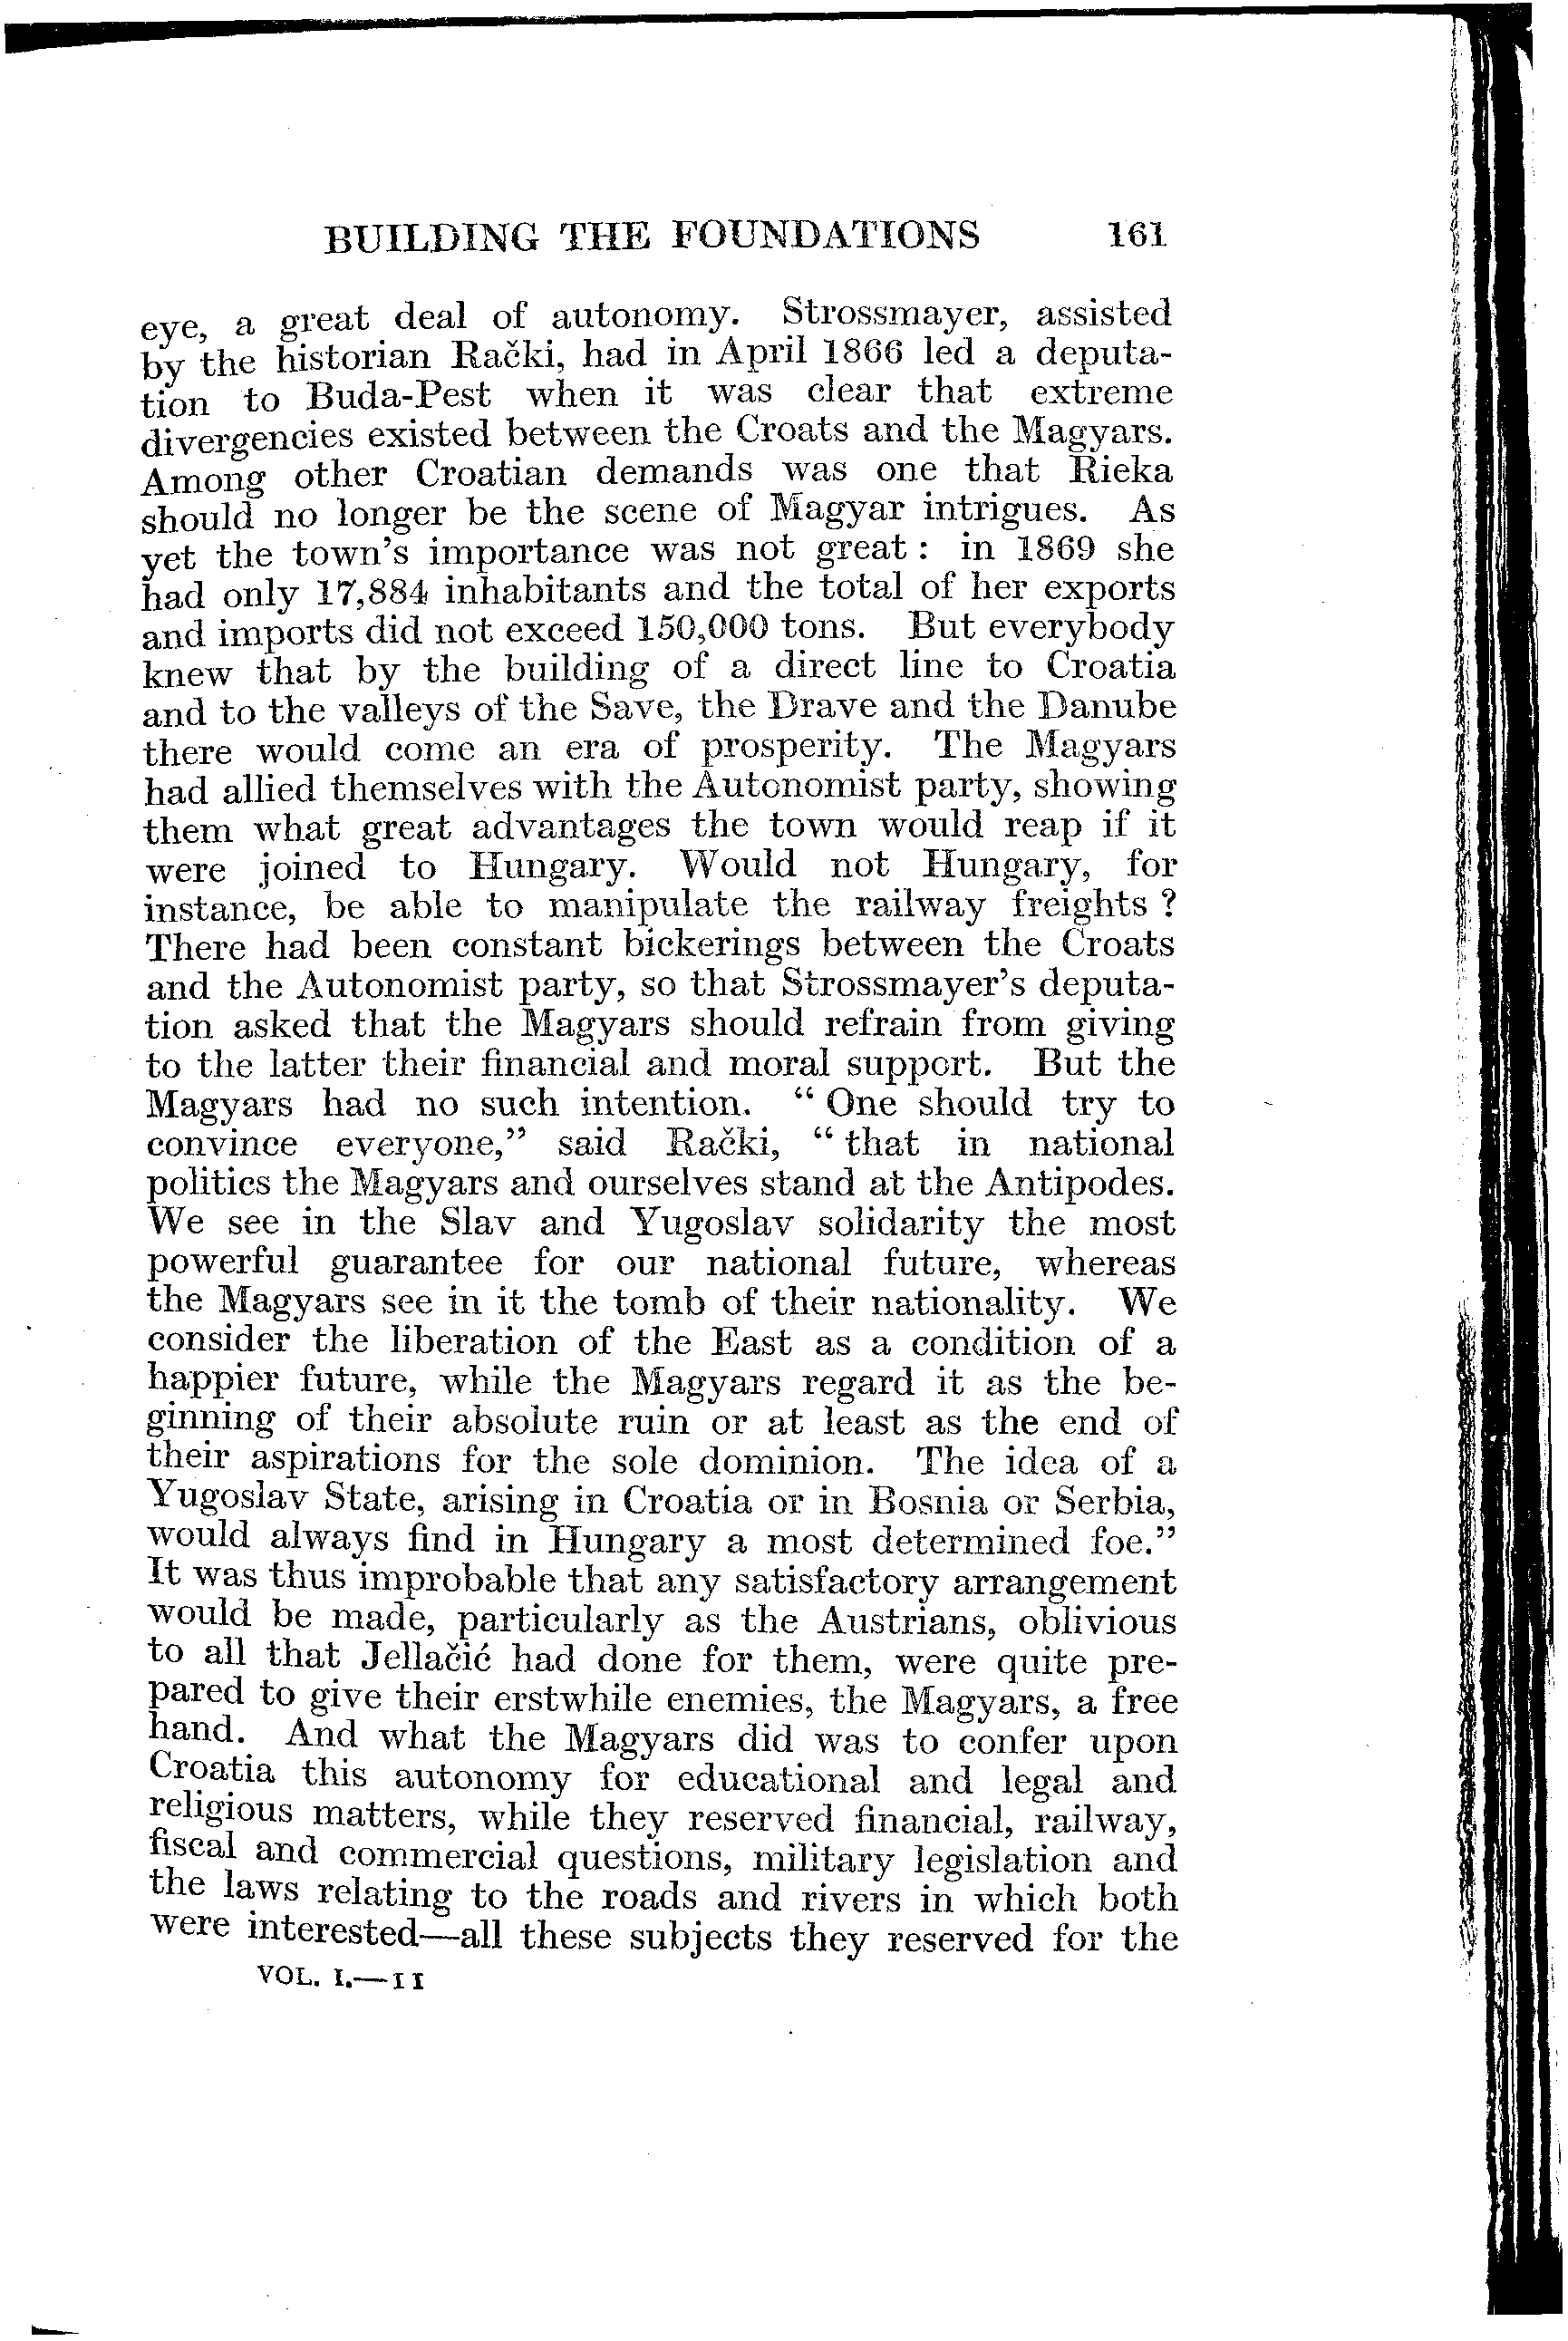 BUILDING THE FOUNDATIONS 161
eye, a great deal of autonomy. Strossmayer, assisted
by the historian Rački, had in April 1866 led a deputa-
tion to Buda-Pest when it was clear that extreme
divergencies existed between the Croats and the Magyars.
Among other Croatian demands was one that Rieka
should no longer be the scene of Magyar intrigues. As
yet the town's importance was not great : in 1869 she
had only 17,884 inhabitants and the total of her exports
and imports did not exceed 150,000 tons. But everybody
knew that by the building of a direct line to Croatia
and to the valleys of the Save, the Drave and the Danube
there would come an era of prosperity. The Magyars
had allied themselves with the Autonomist party, showing
them what great advantages the town would reap if it
were joined to Hungary. Would not Hungary, for
instance, be able to manipulate the railway freights ?
There had been constant bickerings between the Croats
and the Autonomist party, so that Strossmayer's deputa-
tion asked that the Magyars should refrain from giving
to the latter their financial and moral support. But the
Magyars had no such intention. " One should try to
convince everyone," said Rački, " that in national
politics the Magyars and ourselves stand at the Antipodes.
We see in the Slav and Yugoslav solidarity the most
powerful guarantee for our national future, whereas
the Magyars see in it the tomb of their nationality. We
consider the liberation of the East as a condition of a
happier future, while the Magyars regard it as the be-
ginning of their absolute ruin or at least as the end of
their aspirations for the sole dominion. The idea of a
Yugoslav State, arising in Croatia or in Bosnia or Serbia,
would always find in Hungary a most determined foe."
It was thus improbable that any satisfactory arrangement
would be made, particularly as the Austrians, oblivious
to all that Jellačić had done for them, were quite pre-
pared to give their erstwhile enemies, the Magyars, a free
hand. And what the Magyars did was to confer upon
Croatia this autonomy for educational and legal and
religious matters, while they reserved financial, railway,
fiscal and commercial questions, military legislation and
the laws relating to the roads and rivers in which both
were interested—all these subjects they reserved for the
VOL. I.—11